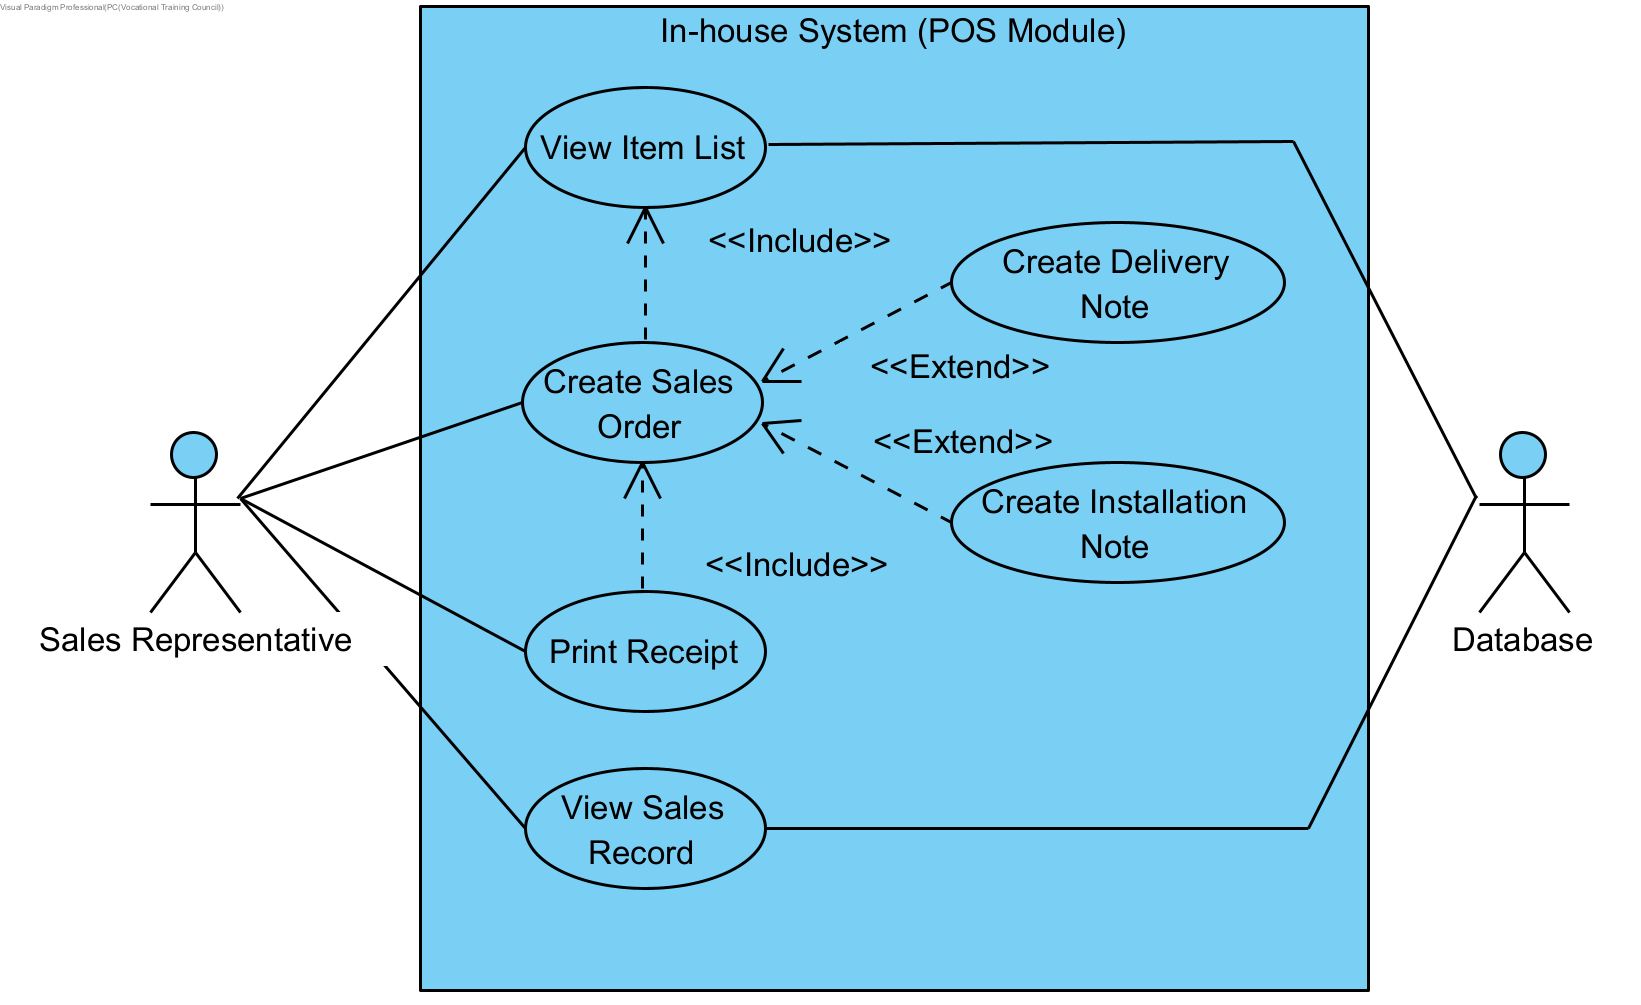 Visual Paradigm Professional(PC(Vocational Training Council))
In-house System (POS Module)
View Item List
<<Include>>
Create Delivery
Note
<<Extend>>
Create Sales
Order
<<Extend>>
Create Installation
Note
<<Include>>
Sales Representative
Print Receipt
Database
View Sales
Record